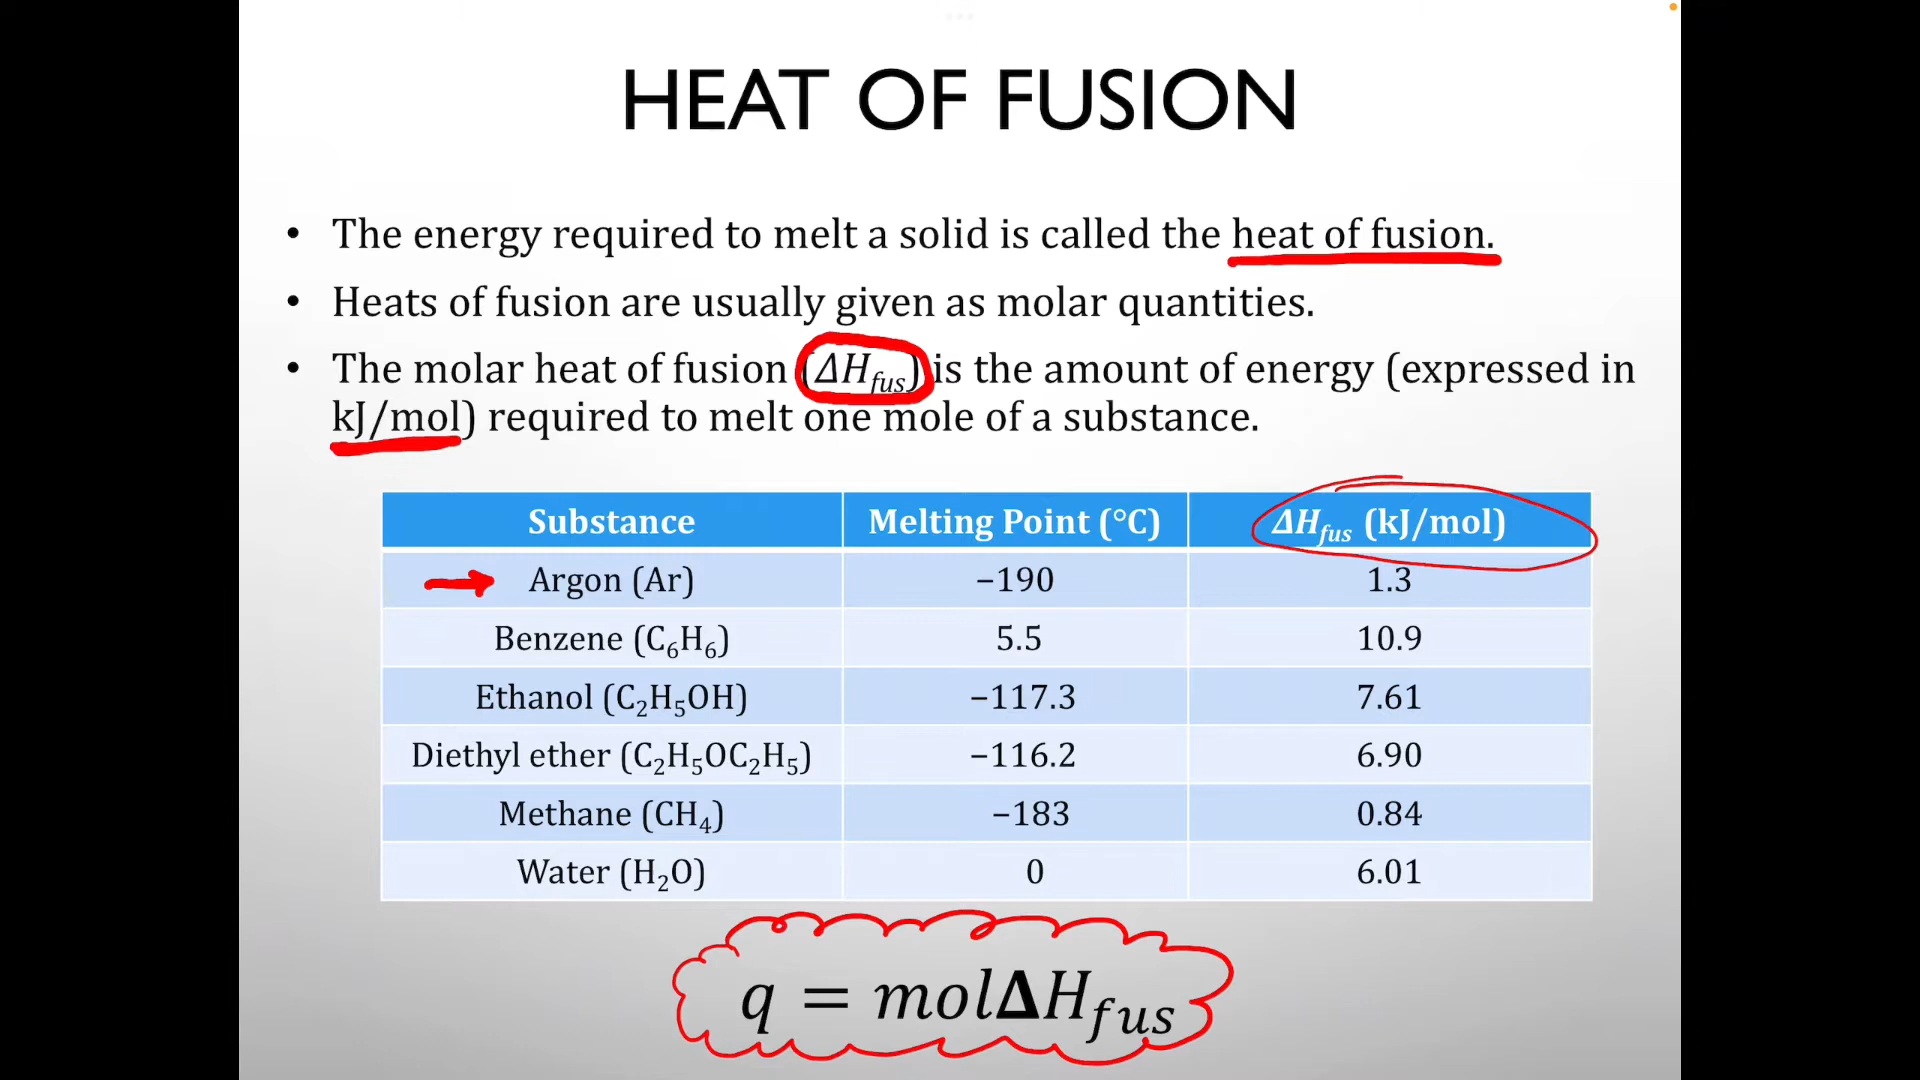 HEAT OF FUSION
• The energy required to melt a solid is called the heat of fusion.
• Heats of fusion are usually given as molar quantities.
• The molar heat of fusion (ΔH_fus) is the amount of energy (expressed in
kJ/mol) required to melt one mole of a substance.
Substance Melting Point (°C) ΔH_fus (kJ/mol)
Argon (Ar) −190 1.3
Benzene (C₆H₆) 5.5 10.9
Ethanol (C₂H₅OH) −117.3 7.61
Diethyl ether (C₂H₅OC₂H₅) −116.2 6.90
Methane (CH₄) −183 0.84
Water (H₂O) 0 6.01
q = molΔH_fus